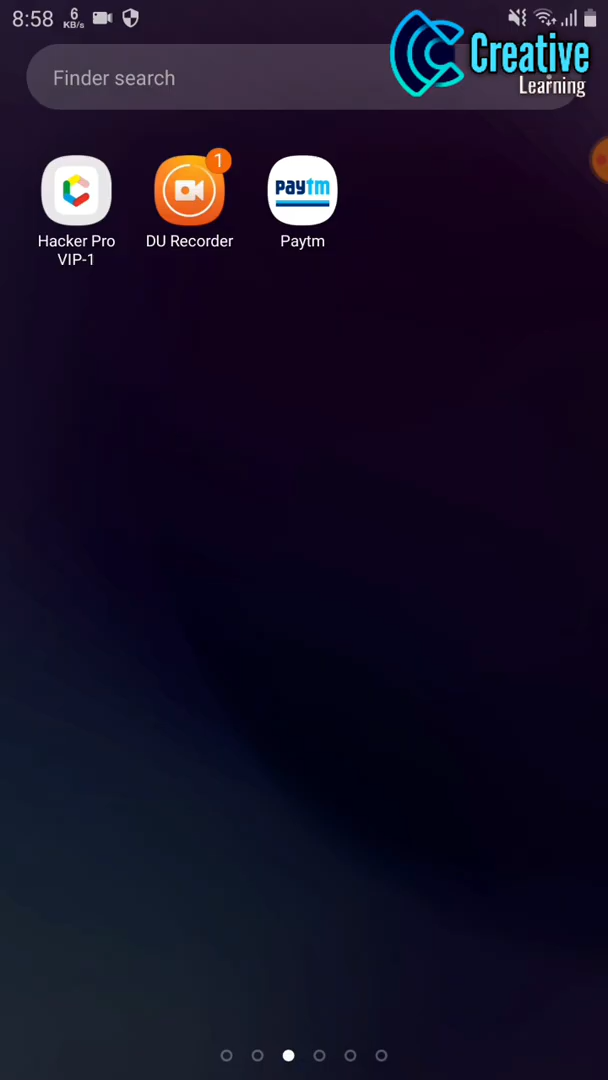 8:58
6
KB/s
Creative
Learning
Finder search
1
Hacker Pro
VIP-1
DU Recorder
paytm
Paytm